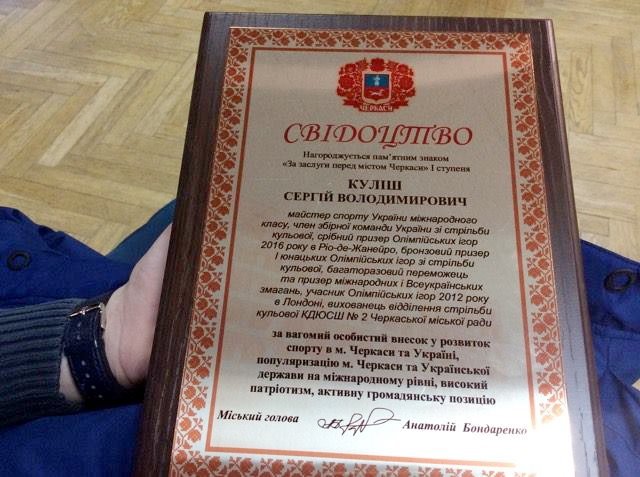 ЧЕРКАСИ
СВІДОЦТВО
Нагороджується пам'ятним знаком
«За заслуги перед містом Черкаси» І ступеня
КУЛІШ
СЕРГІЙ ВОЛОДИМИРОВИЧ
майстер спорту України міжнародного
класу, член збірної команди України зі стрільби
кульової, срібний призер Олімпійських ігор
2016 року в Ріо-де-Жанейро, бронзовий призер
І юнацьких Олімпійських ігор зі стрільби
кульової, багаторазовий переможець
та призер міжнародних і Всеукраїнських
змагань, учасник Олімпійських ігор 2012 року
в Лондоні, вихованець відділення стрільби
кульової КДЮСШ № 2 Черкаської міської ради
за вагомий особистий внесок у розвиток
спорту в м. Черкаси та Україні,
популяризацію м. Черкаси та Української
держави на міжнародному рівні, високий
патріотизм, активну громадянську позицію
Міський голова Анатолій Бондаренко